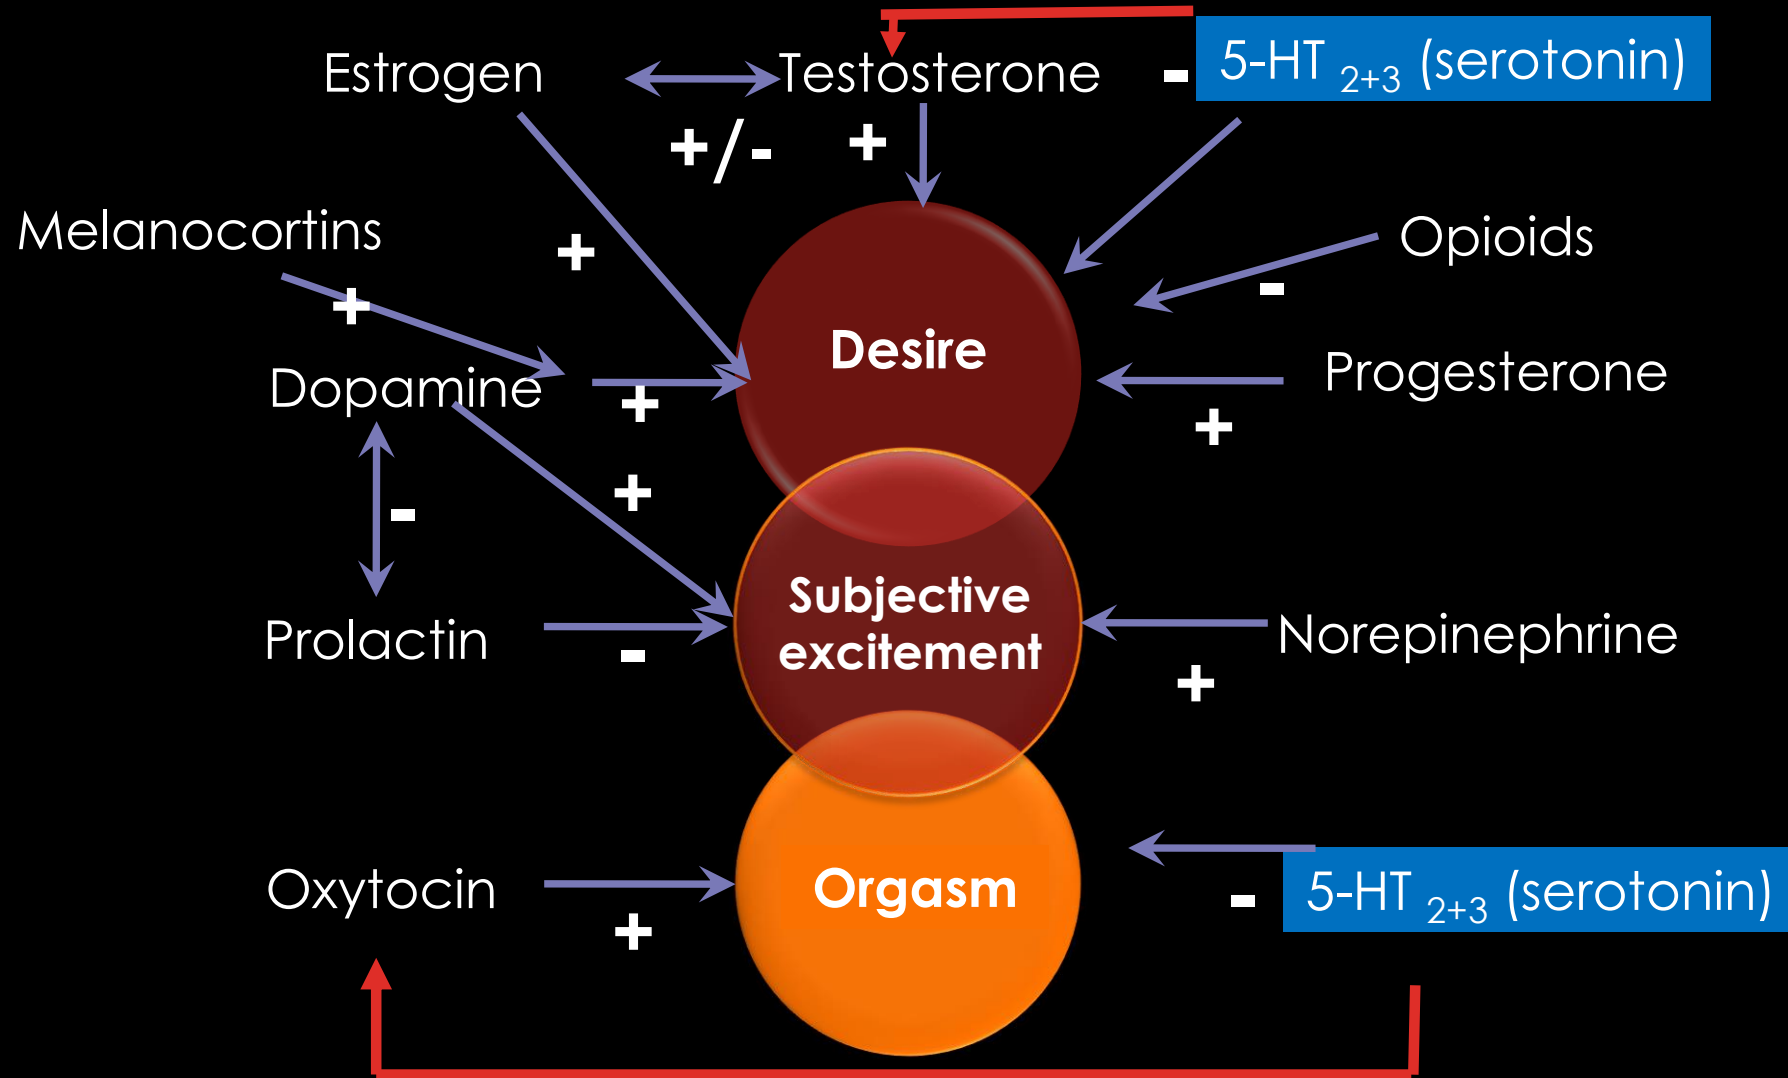 Estrogen
Testosterone
-
5-HT 2+3 (serotonin)
+/-
+
Melanocortins
+
Opioids
-
+
Desire
Progesterone
Dopamine
+
+
+
-
Subjective
excitement
Prolactin
-
Norepinephrine
+
Oxytocin
+
Orgasm
-
5-HT 2+3 (serotonin)